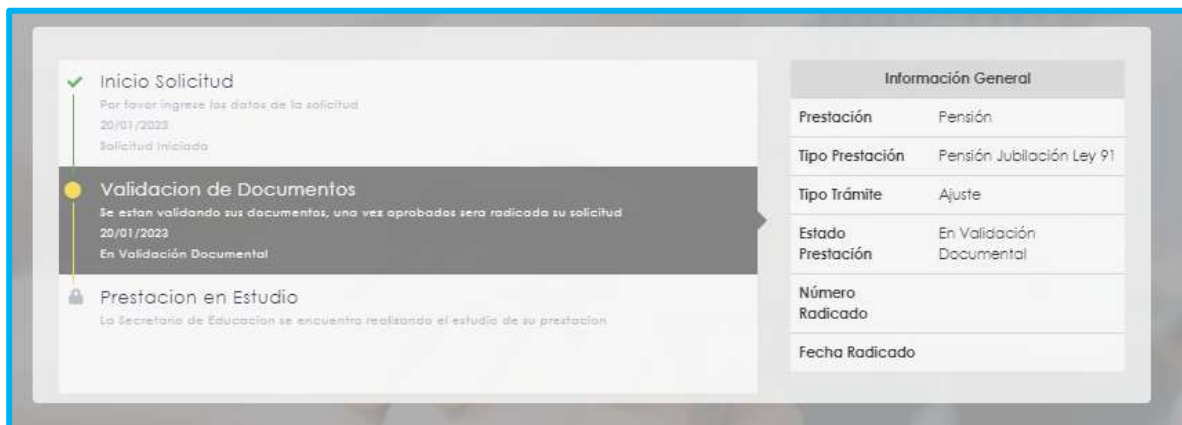 Inicio Solicitud
Por favor ingrese los datos de la solicitud
20/01/2023
Solicitud Iniciada
Validacion de Documentos
Se estan validando sus documentos, una vez aprobados sera radicada su solicitud
20/01/2023
En Validación Documental
Prestacion en Estudio
La Secretaria de Educacion se encuentra realizando el estudio de su prestacion
Información General
Prestación Pensión
Tipo Prestación Pensión Jubilación Ley 91
Tipo Trámite Ajuste
Estado En Validación
Prestación Documental
Número
Radicado
Fecha Radicado